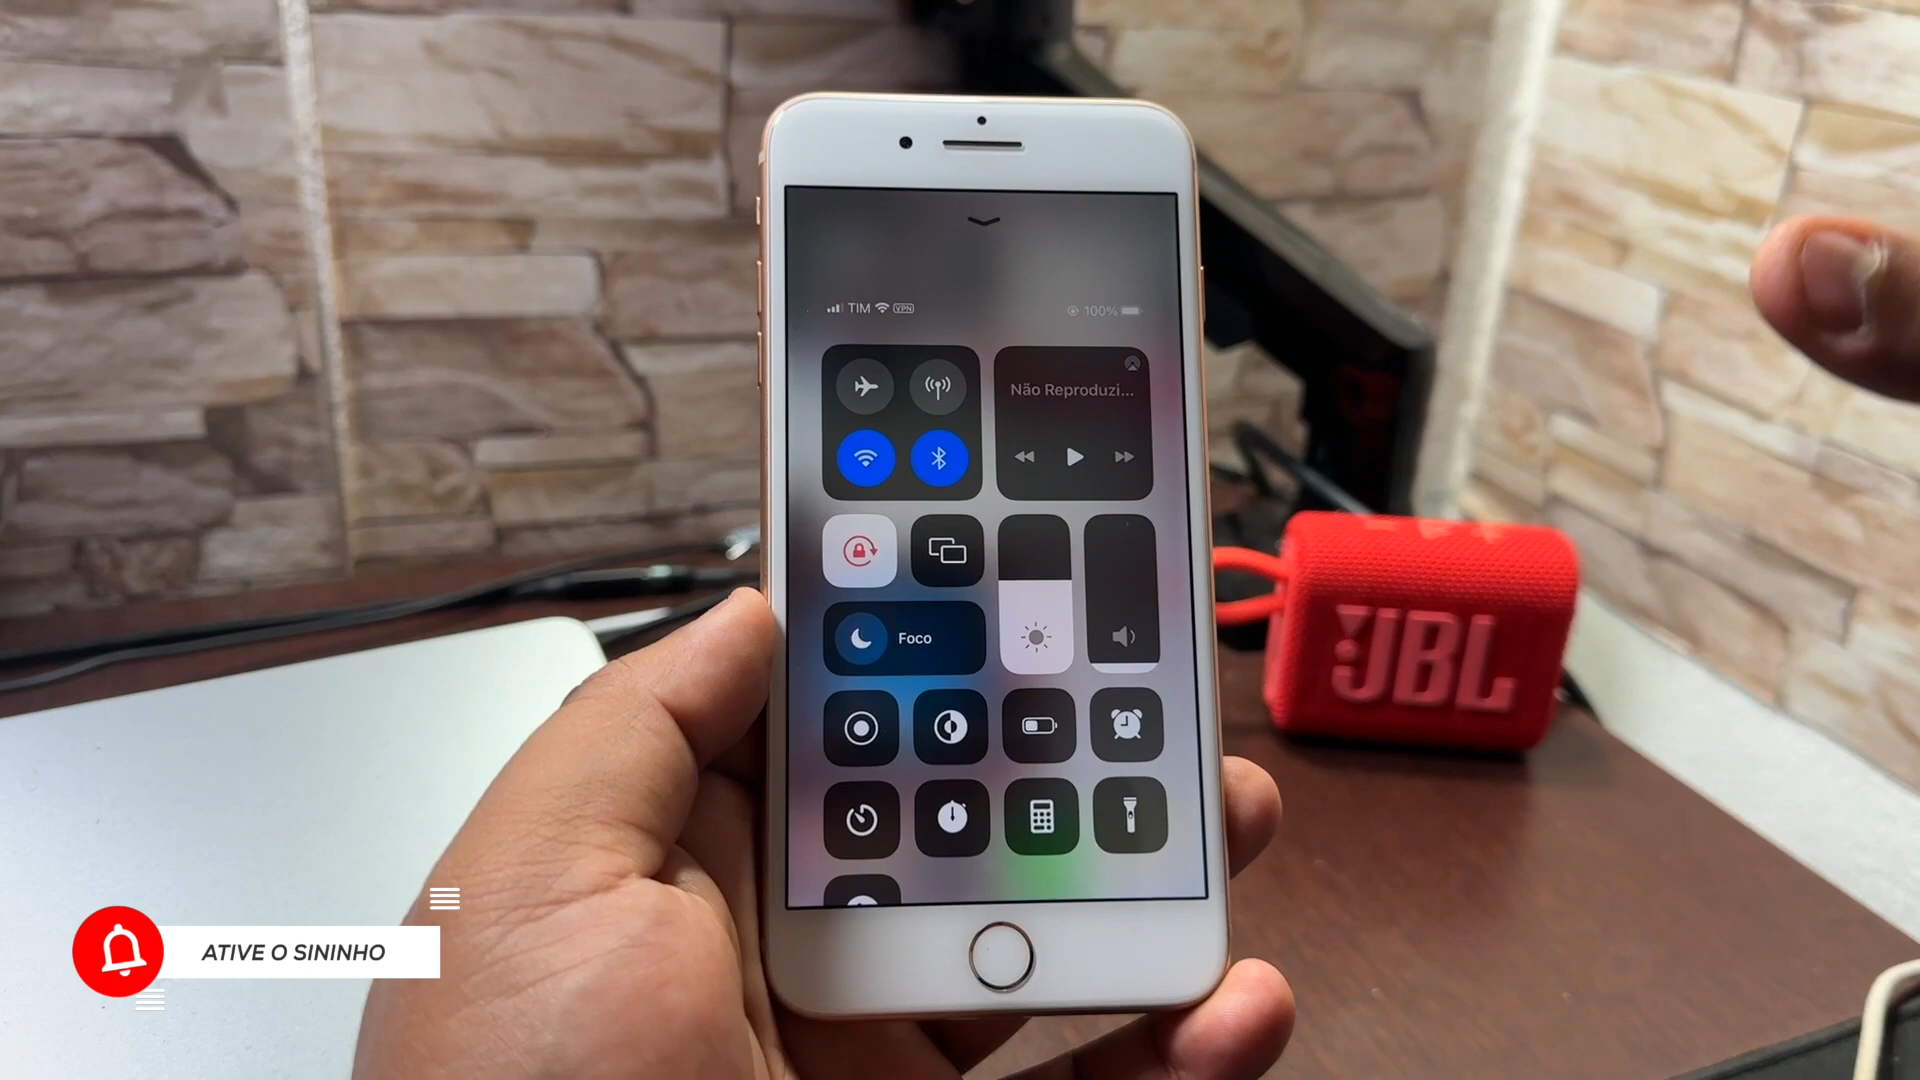 TIM VPN
100%
Não Reproduzi...
Foco
JBL
ATIVE O SININHO